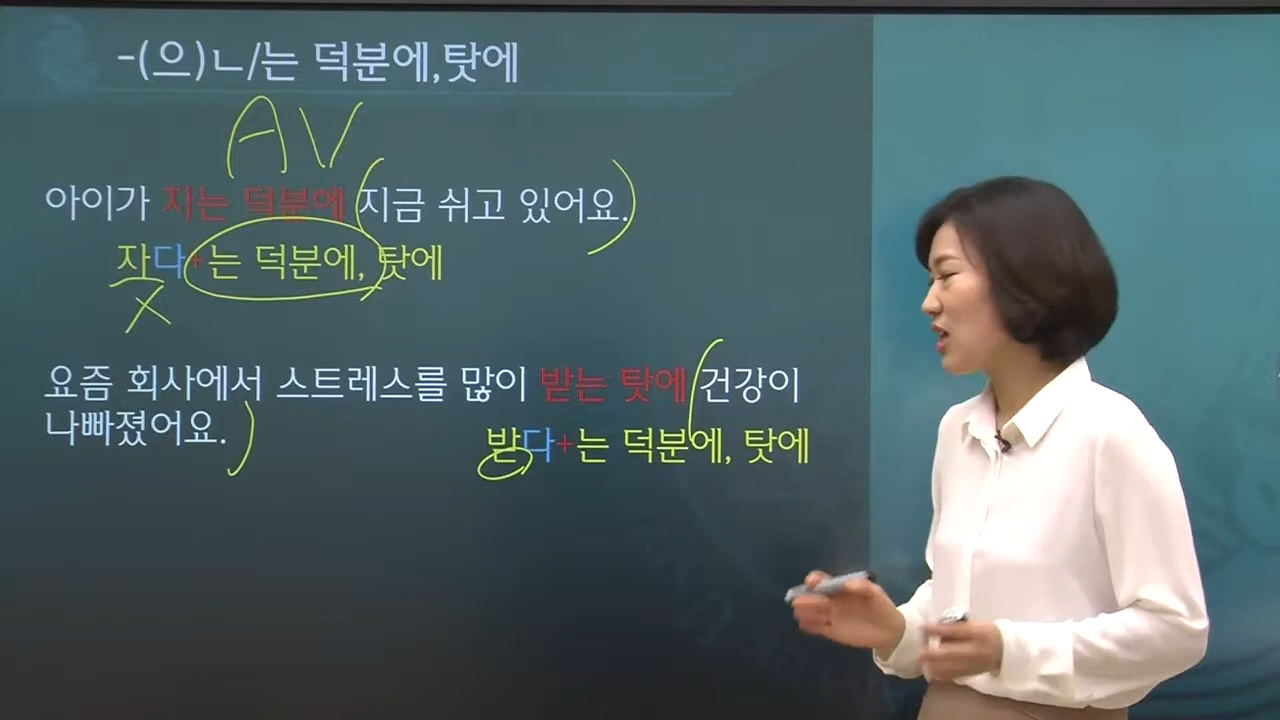 -(으)ㄴ/는 덕분에,탓에
AV
아이가 자는 덕분에 지금 쉬고 있어요.
자다+는 덕분에, 탓에
X
요즘 회사에서 스트레스를 많이 받는 탓에 건강이
나빠졌어요.
받다+는 덕분에, 탓에